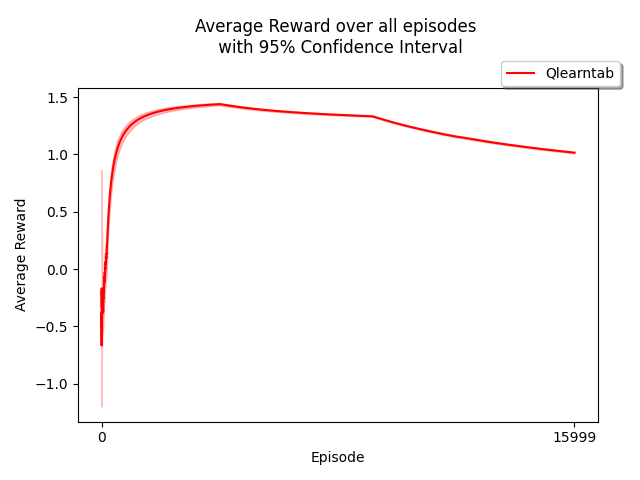 Average Reward over all episodes
with 95% Confidence Interval
Qlearntab
1.5
1.0
0.5
0.0
−0.5
−1.0
Average Reward
0
15999
Episode